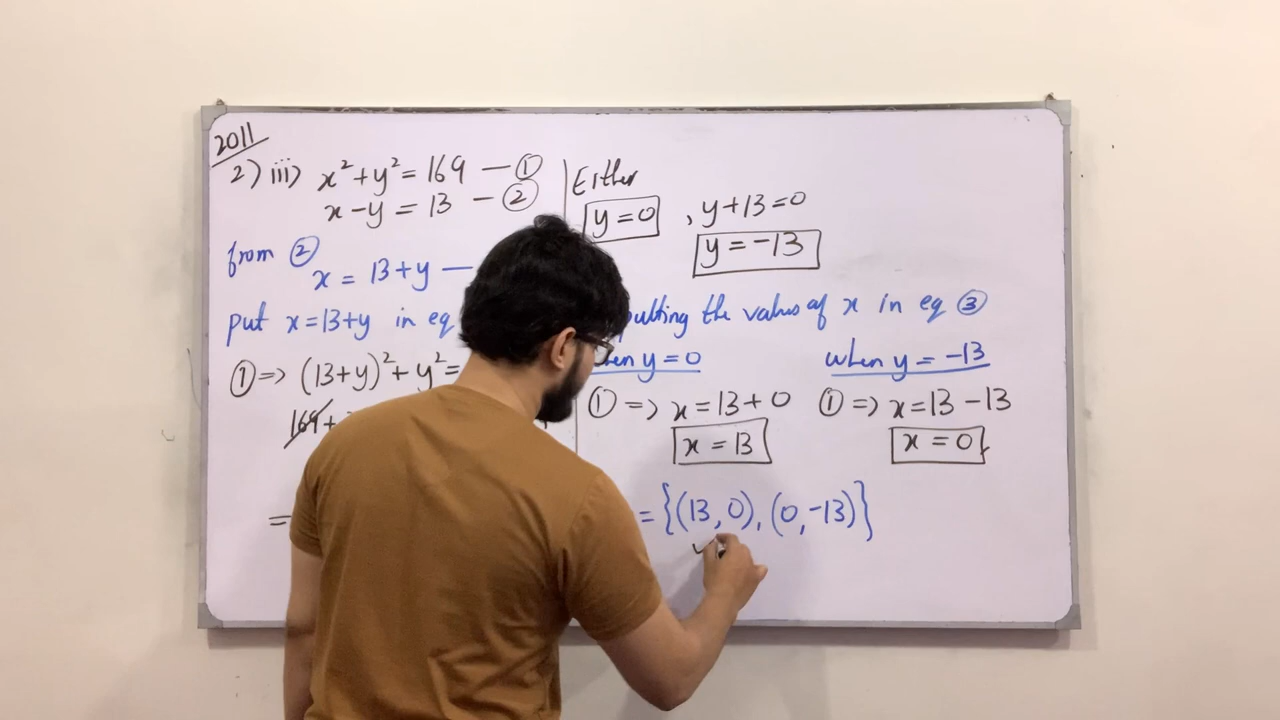 2011
2) iii) x² + y² = 169 — ①
x - y = 13 - ②
from ②
x = 13 + y —
put x = 13 + y in eq
① => (13 + y)² + y² =
169 +
=
Either
y = 0 , y + 13 = 0
y = -13
putting the values of x in eq ③
when y = 0
① => x = 13 + 0
x = 13
when y = -13
① => x = 13 - 13
x = 0
= {(13, 0), (0, -13)}